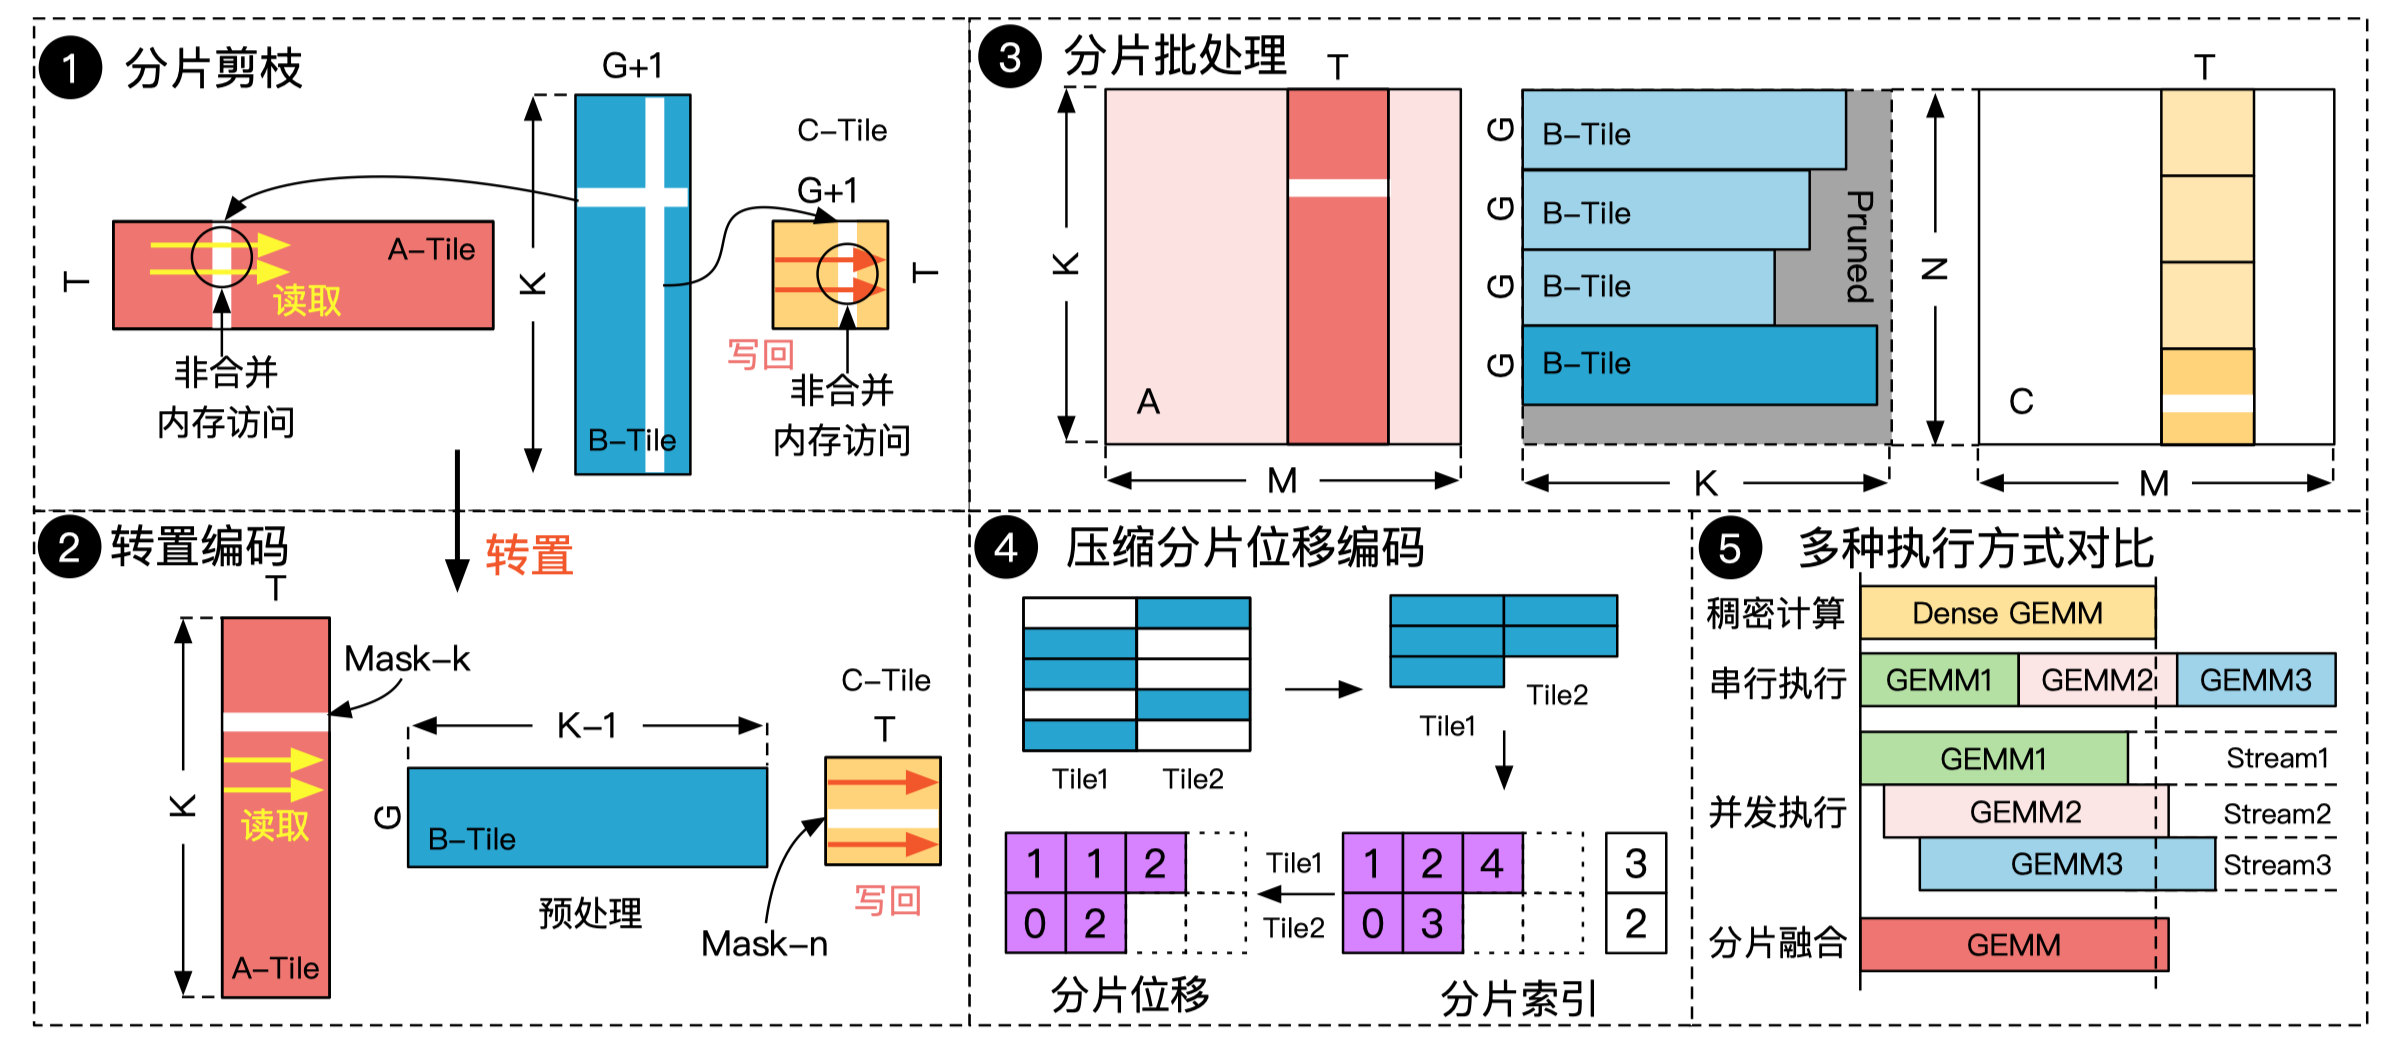 1 分片剪枝
G+1
C-Tile
G+1
A-Tile
T
读取
K
T
写回
非合并
内存访问
B-Tile
非合并
内存访问
2 转置编码
转置
T
Mask-k
K
读取
A-Tile
K-1
G
B-Tile
预处理
C-Tile
T
写回
Mask-n
3 分片批处理
T
K
A
M
G
B-Tile
G
B-Tile
G
B-Tile
G
B-Tile
Pruned
K
T
N
C
M
4 压缩分片位移编码
Tile1
Tile2
Tile1
Tile2
1 1 2
0 2
Tile1
Tile2
1 2 4
0 3
3
2
分片位移
分片索引
5 多种执行方式对比
稠密计算
Dense GEMM
串行执行
GEMM1
GEMM2
GEMM3
并发执行
GEMM1
Stream1
GEMM2
Stream2
GEMM3
Stream3
分片融合
GEMM